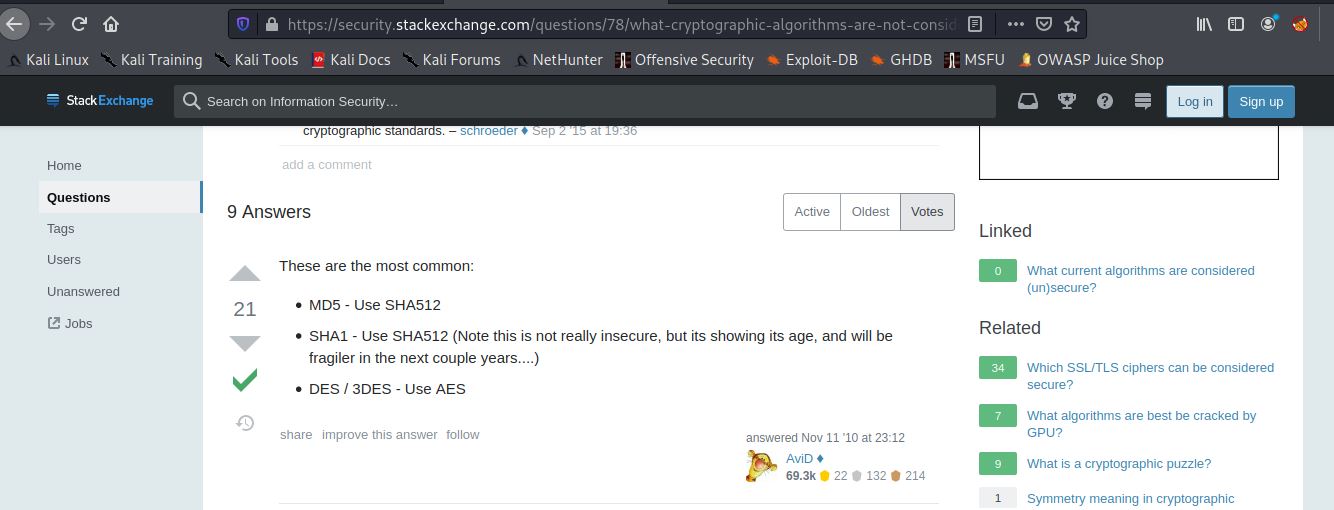 https://security.stackexchange.com/questions/78/what-cryptographic-algorithms-are-not-consid
Kali Linux Kali Training Kali Tools Kali Docs Kali Forums NetHunter Offensive Security Exploit-DB GHDB MSFU OWASP Juice Shop
StackExchange Search on Information Security… Log in Sign up
cryptographic standards. – schroeder ♦ Sep 2 '15 at 19:36
add a comment
Home
Questions
Tags
Users
Unanswered
Jobs
9 Answers
Active Oldest Votes
21
These are the most common:
• MD5 - Use SHA512
• SHA1 - Use SHA512 (Note this is not really insecure, but its showing its age, and will be
fragiler in the next couple years....)
• DES / 3DES - Use AES
share improve this answer follow
answered Nov 11 '10 at 23:12
AviD ♦
69.3k 22 132 214
Linked
0 What current algorithms are considered
(un)secure?
Related
34 Which SSL/TLS ciphers can be considered
secure?
7 What algorithms are best be cracked by
GPU?
9 What is a cryptographic puzzle?
1 Symmetry meaning in cryptographic